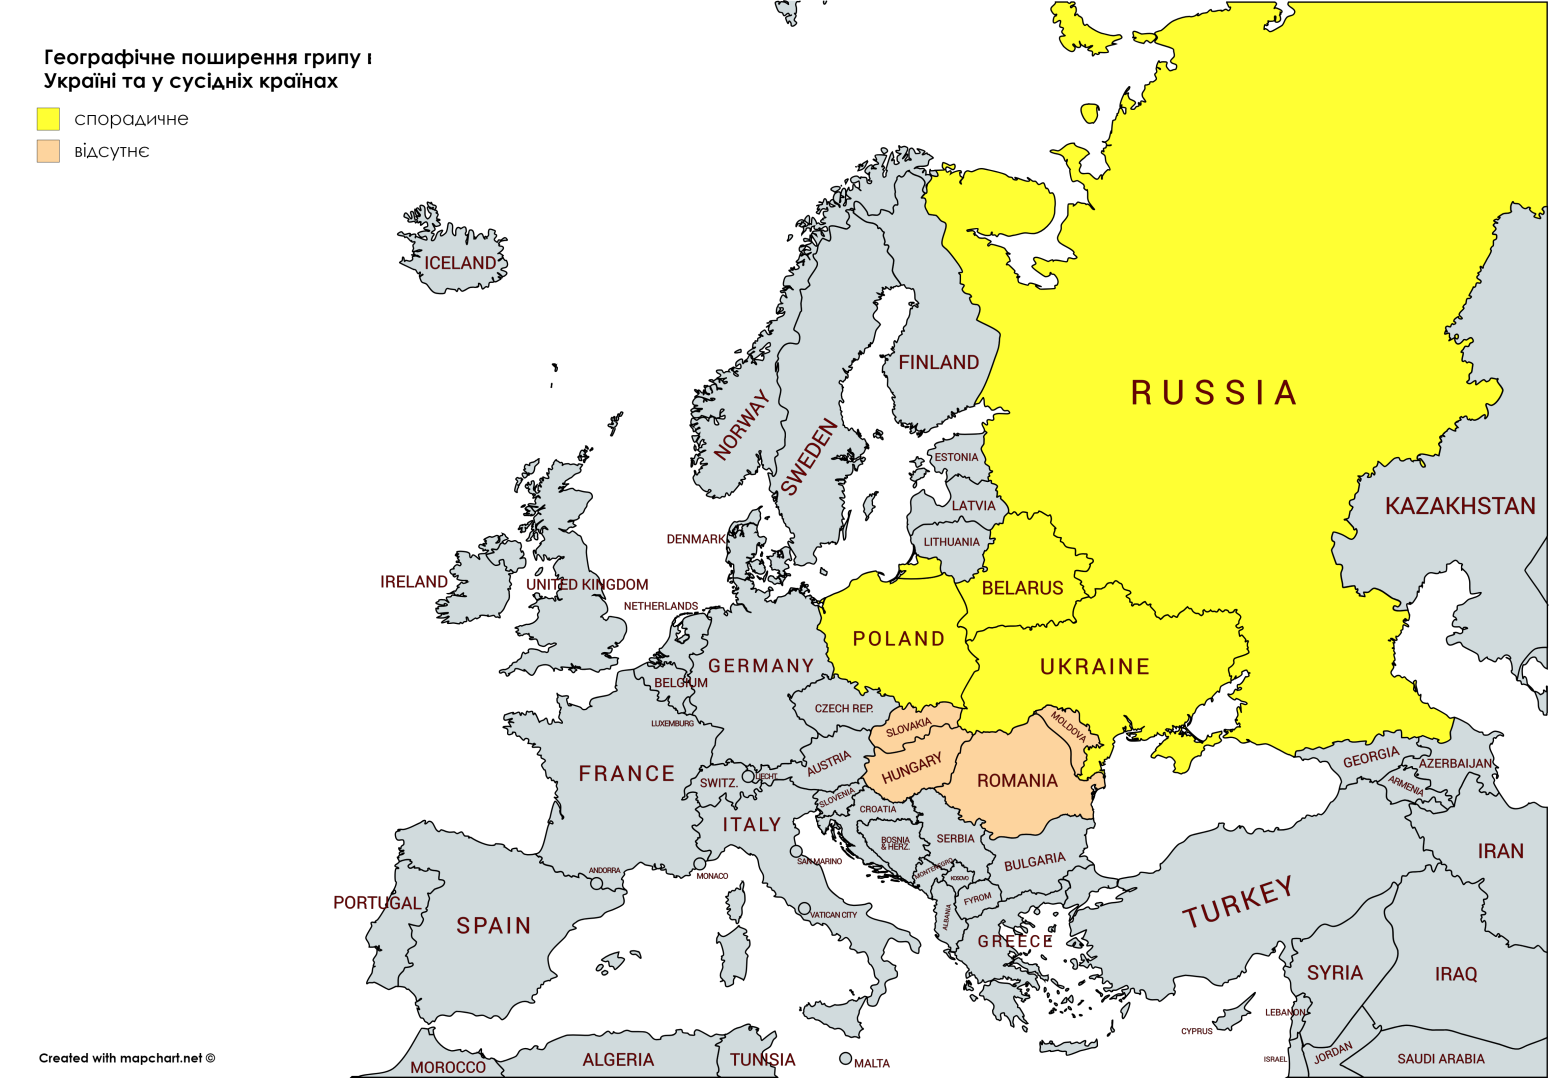 Географічне поширення грипу в
Україні та у сусідніх країнах
спорадичне
відсутнє
ICELAND
FINLAND
RUSSIA
NORWAY
SWEDEN
ESTONIA
KAZAKHSTAN
LATVIA
DENMARK
LITHUANIA
IRELAND
UNITED KINGDOM
BELARUS
NETHERLANDS
POLAND
GERMANY
UKRAINE
BELGIUM
CZECH REP.
LUXEMBURG
SLOVAKIA
MOLDOVA
AUSTRIA
HUNGARY
GEORGIA
AZERBAIJAN
FRANCE
SWITZ.
LIECHT.
ROMANIA
ARMENIA
SLOVENIA
CROATIA
ITALY
BOSNIA
& HERZ.
SERBIA
IRAN
SAN MARINO
BULGARIA
ANDORRA
MONACO
MONTENEGRO
KOSOVO
TURKEY
PORTUGAL
FYROM
SPAIN
VATICAN CITY
ALBANIA
GREECE
SYRIA
IRAQ
LEBANON
CYPRUS
ISRAEL
JORDAN
SAUDI ARABIA
Created with mapchart.net ©
MOROCCO
ALGERIA
TUNISIA
MALTA